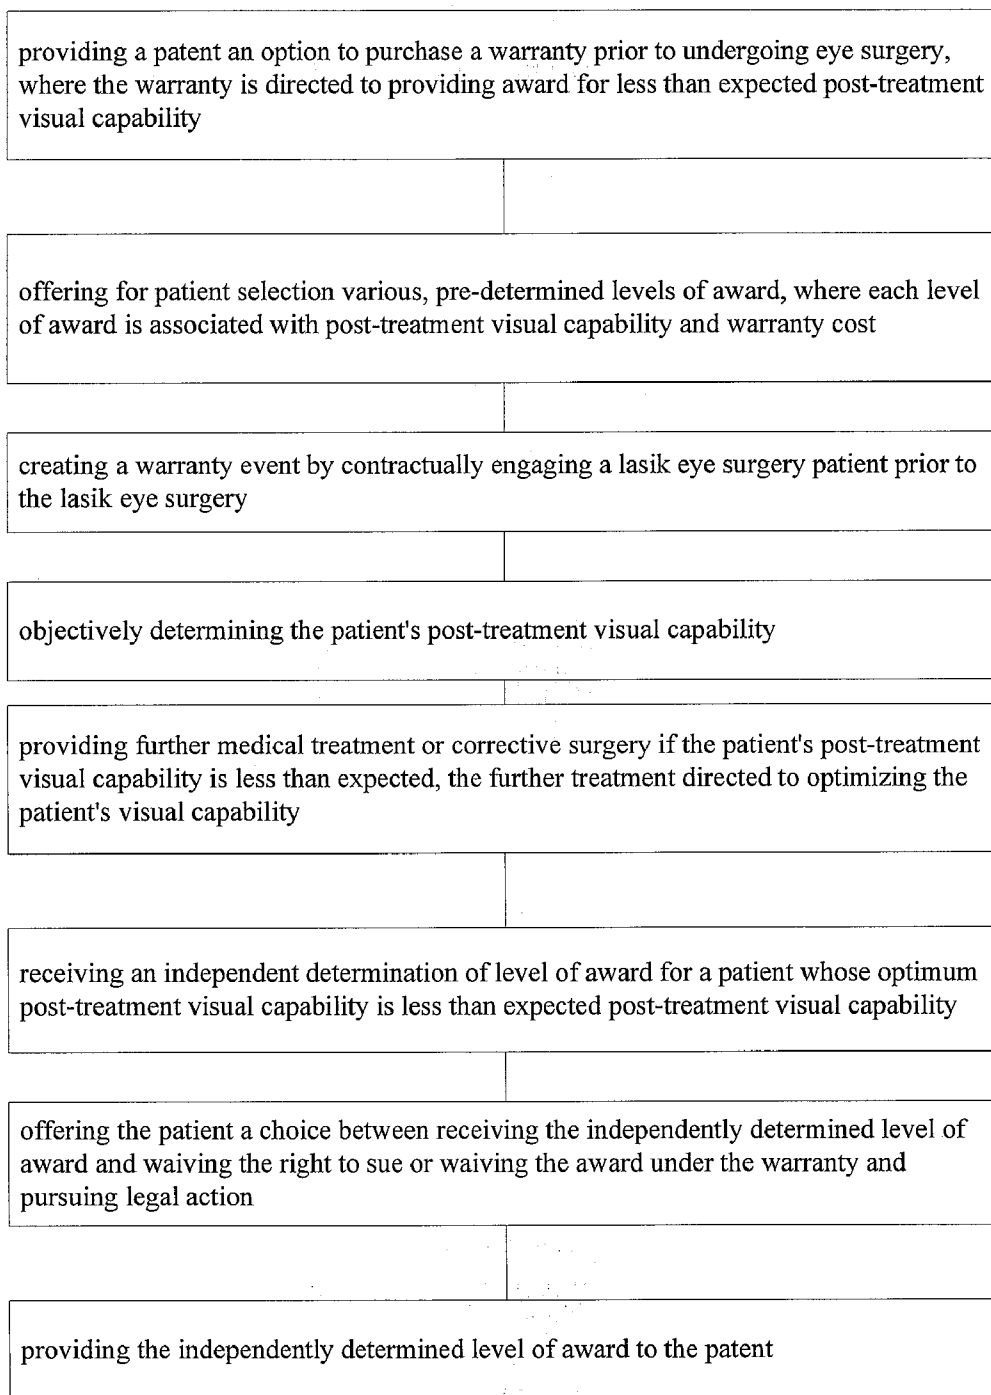 providing a patent an option to purchase a warranty prior to undergoing eye surgery,
where the warranty is directed to providing award for less than expected post-treatment
visual capability
offering for patient selection various, pre-determined levels of award, where each level
of award is associated with post-treatment visual capability and warranty cost
creating a warranty event by contractually engaging a lasik eye surgery patient prior to
the lasik eye surgery
objectively determining the patient's post-treatment visual capability
providing further medical treatment or corrective surgery if the patient's post-treatment
visual capability is less than expected, the further treatment directed to optimizing the
patient's visual capability
receiving an independent determination of level of award for a patient whose optimum
post-treatment visual capability is less than expected post-treatment visual capability
offering the patient a choice between receiving the independently determined level of
award and waiving the right to sue or waiving the award under the warranty and
pursuing legal action
providing the independently determined level of award to the patent